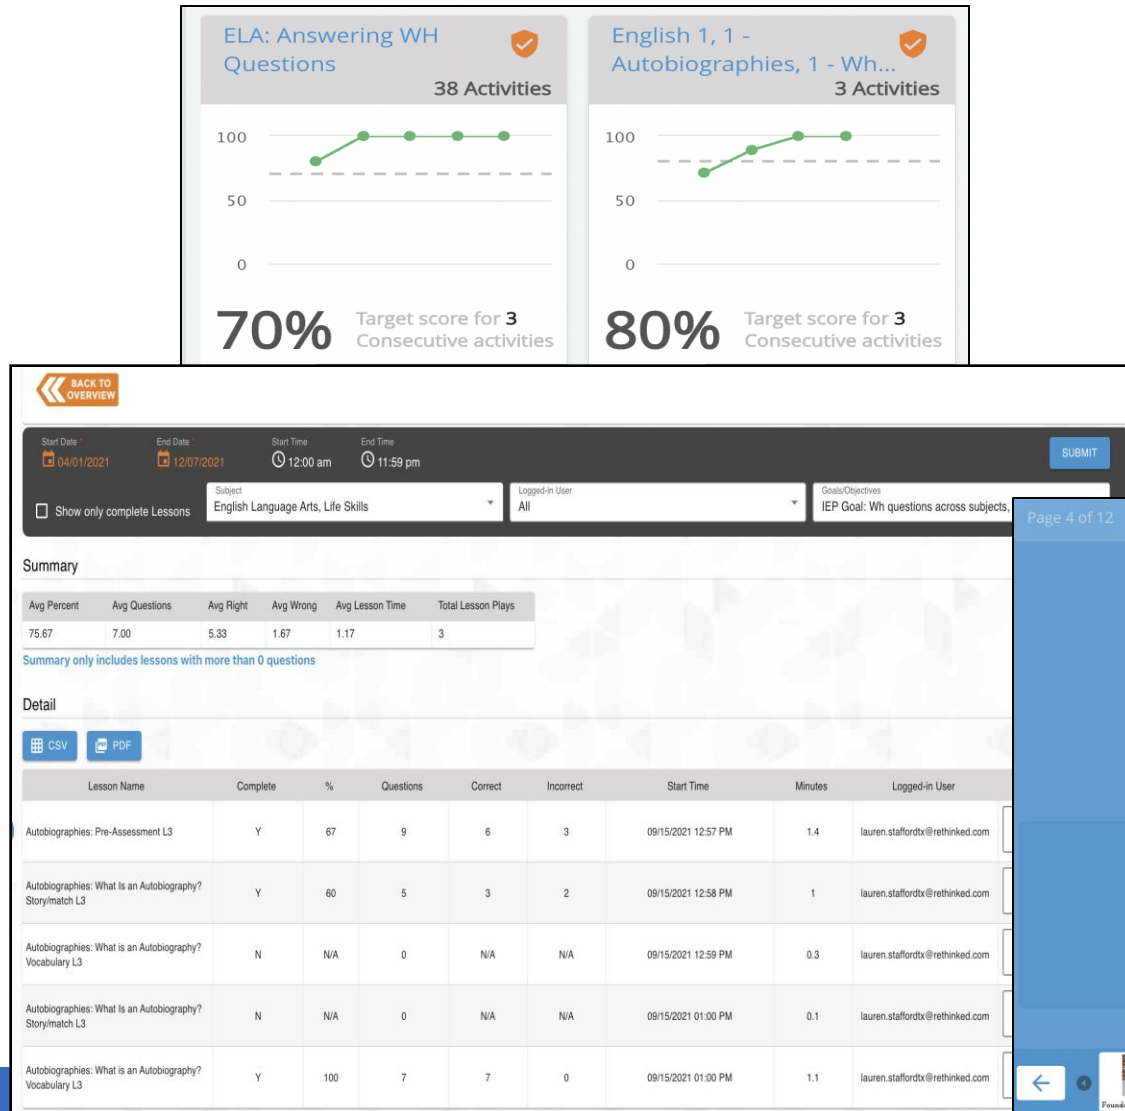 ELA: Answering WH
Questions
38 Activities
100
50
0
70%
Target score for 3
Consecutive activities
English 1, 1 -
Autobiographies, 1 - Wh...
3 Activities
100
50
0
80%
Target score for 3
Consecutive activities
BACK TO
OVERVIEW
Start Date * End Date * Start Time End Time
04/01/2021 12/07/2021 12:00 am 11:59 pm
SUBMIT
Show only complete Lessons
Subject
English Language Arts, Life Skills
Logged-in User
All
Goals/Objectives
IEP Goal: Wh questions across subjects,
Page 4 of 12
Summary
Avg Percent Avg Questions Avg Right Avg Wrong Avg Lesson Time Total Lesson Plays
75.67 7.00 5.33 1.67 1.17 3
Summary only includes lessons with more than 0 questions
Detail
CSV PDF
Lesson Name Complete % Questions Correct Incorrect Start Time Minutes Logged-in User
Autobiographies: Pre-Assessment L3 Y 67 9 6 3 09/15/2021 12:57 PM 1.4 lauren.staffordtx@rethinked.com
Autobiographies: What Is an Autobiography?
Story/match L3 Y 60 5 3 2 09/15/2021 12:58 PM 1 lauren.staffordtx@rethinked.com
Autobiographies: What is an Autobiography?
Vocabulary L3 N N/A 0 N/A N/A 09/15/2021 12:59 PM 0.3 lauren.staffordtx@rethinked.com
Autobiographies: What Is an Autobiography?
Story/match L3 N N/A 0 N/A N/A 09/15/2021 01:00 PM 0.1 lauren.staffordtx@rethinked.com
Autobiographies: What is an Autobiography?
Vocabulary L3 Y 100 7 7 0 09/15/2021 01:00 PM 1.1 lauren.staffordtx@rethinked.com